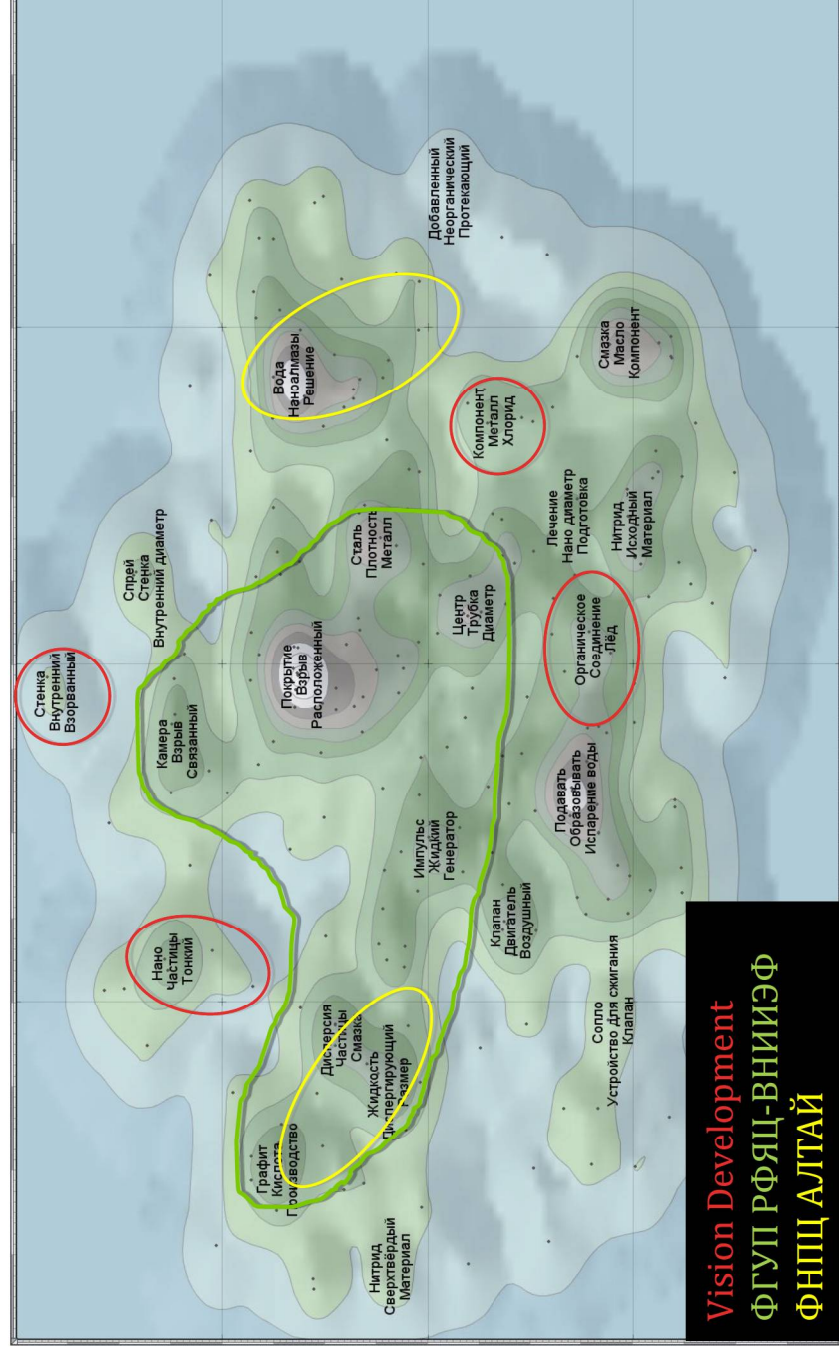 Стенка
Внутренний
Взорванный
Спрей
Стенка
Внутренний диаметр
Камера
Взрыв
Связанный
Нано
Частицы
Тонкий
Вода
Наноалмазы
Решение
Покрытие
Взрыв
Расположенный
Сталь
Плотность
Металл
Добавленный
Неорганический
Протекающий
Графит
Кислота
Производство
Дисперсия
Частицы
Смазка
Жидкость
Диспергирующий
Размер
Нитрид
Сверхтвёрдый
Материал
Импульс
Жидкий
Генератор
Центр
Трубка
Диаметр
Компонент
Металл
Хлорид
Клапан
Двигатель
Воздушный
Подавать
Образовывать
Испарение воды
Органическое
Соединение
Лёд
Лечение
Нано диаметр
Подготовка
Нитрид
Исходный
Материал
Смазка
Масло
Компонент
Сопло
Устройство для сжигания
Клапан
Vision Development
ФГУП РФЯЦ-ВНИИЭФ
ФНПЦ АЛТАЙ